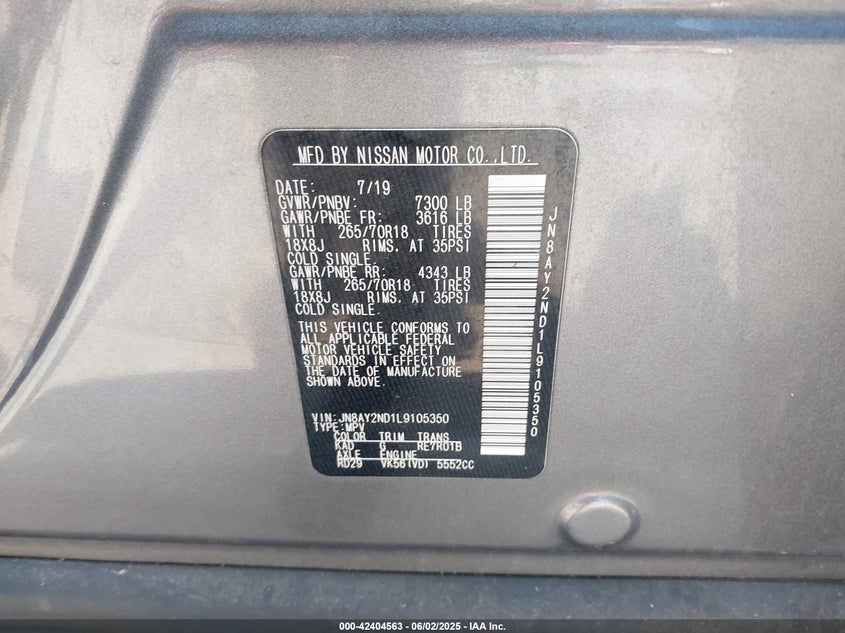 MFD BY NISSAN MOTOR CO.,LTD.
DATE: 7/19
GVWR/PNBV: 7300 LB
GAWR/PNBE FR: 3616 LB
WITH 265/70R18 TIRES
18X8J RIMS, AT 35PSI
COLD SINGLE.
GAWR/PNBE RR: 4343 LB
WITH 265/70R18 TIRES
18X8J RIMS, AT 35PSI
COLD SINGLE.
THIS VEHICLE CONFORMS TO
ALL APPLICABLE FEDERAL
MOTOR VEHICLE SAFETY
STANDARDS IN EFFECT ON
THE DATE OF MANUFACTURE
SHOWN ABOVE.
VIN:JN8AY2ND1L9105350
TYPE:MPV
COLOR TRIM TRANS
KAD G RE7R01B
AXLE ENGINE
RD29 VK56(VD) 5552CC
JN8AY2ND1L9105350
000-42404563 - 06/02/2025 - IAA Inc.